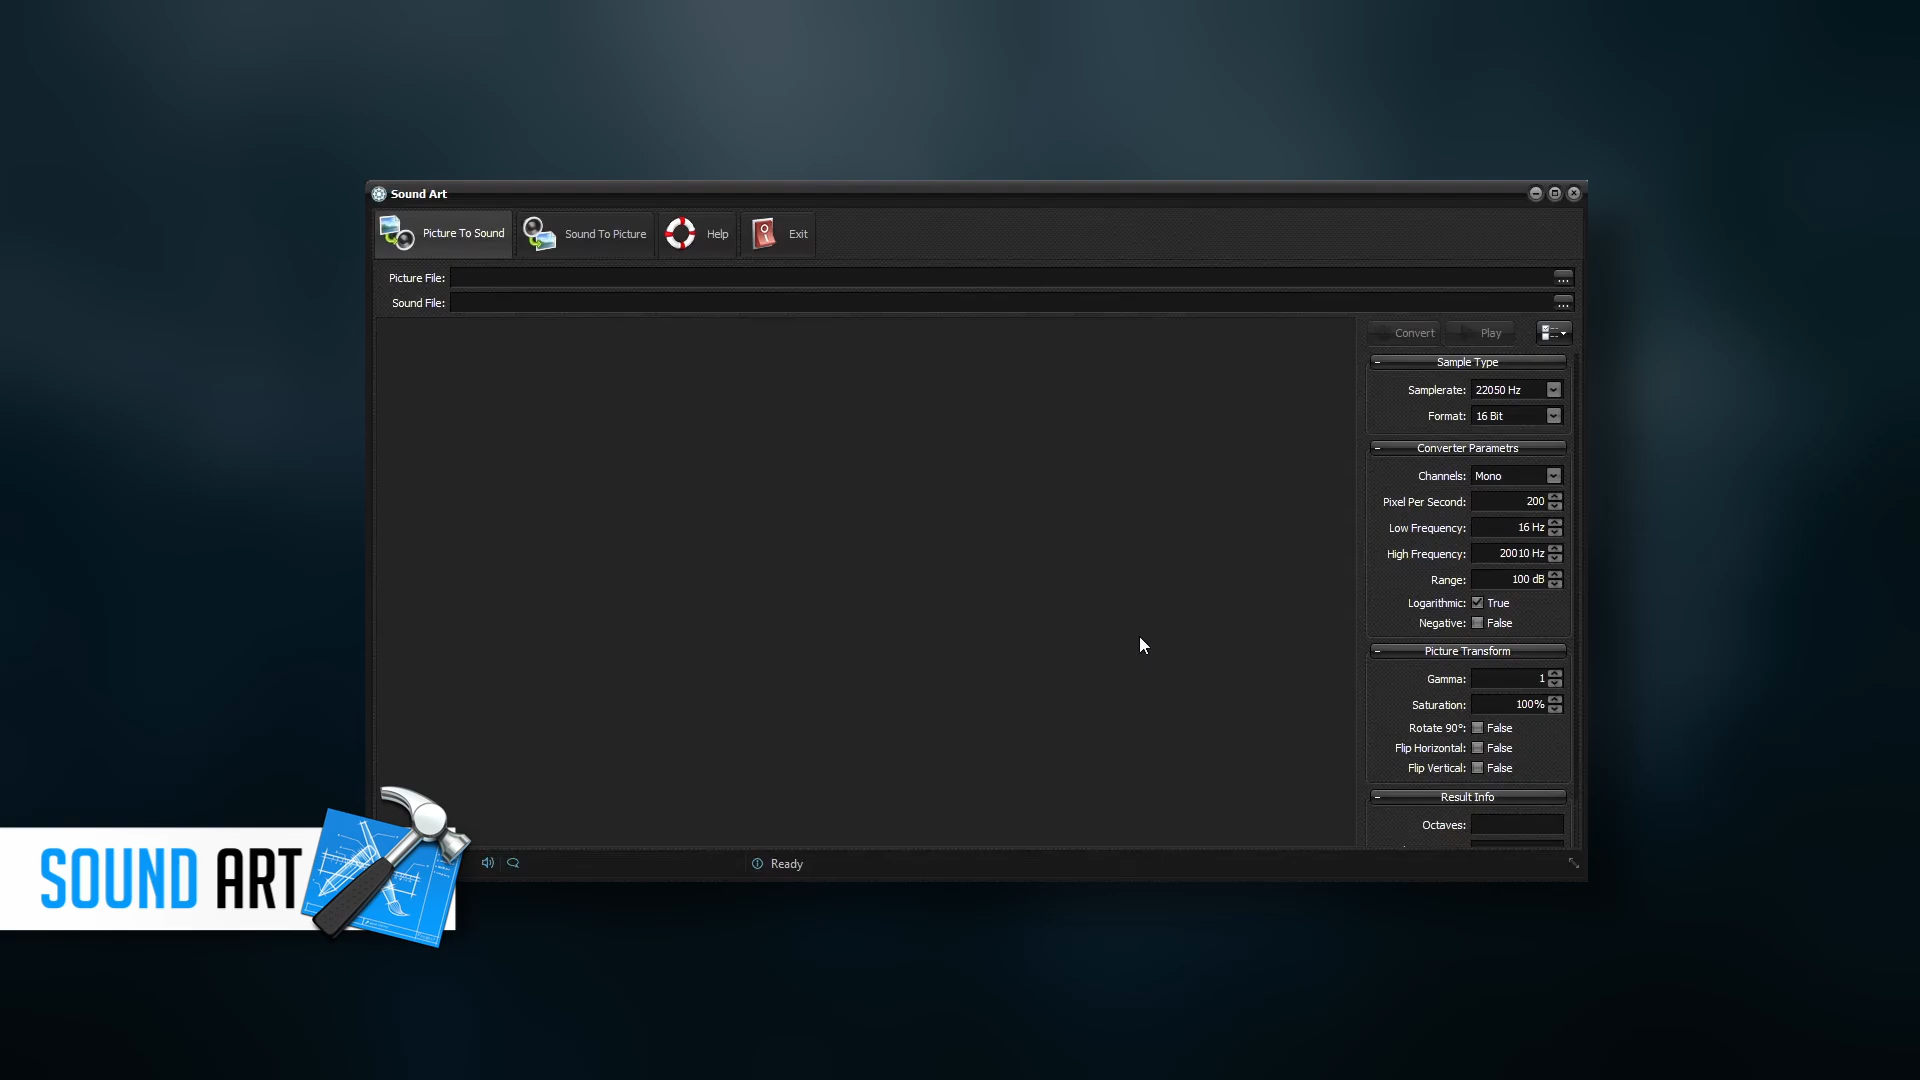 Sound Art
Picture To Sound
Sound To Picture
Help
Exit
Picture File:
...
Sound File:
...
Convert
Play
Sample Type
Samplerate: 22050 Hz
Format: 16 Bit
Converter Parametrs
Channels: Mono
Pixel Per Second: 200
Low Frequency: 16 Hz
High Frequency: 20010 Hz
Range: 100 dB
Logarithmic: True
Negative: False
Picture Transform
Gamma: 1
Saturation: 100%
Rotate 90°: False
Flip Horizontal: False
Flip Vertical: False
Result Info
Octaves:
Ready
SOUND ART